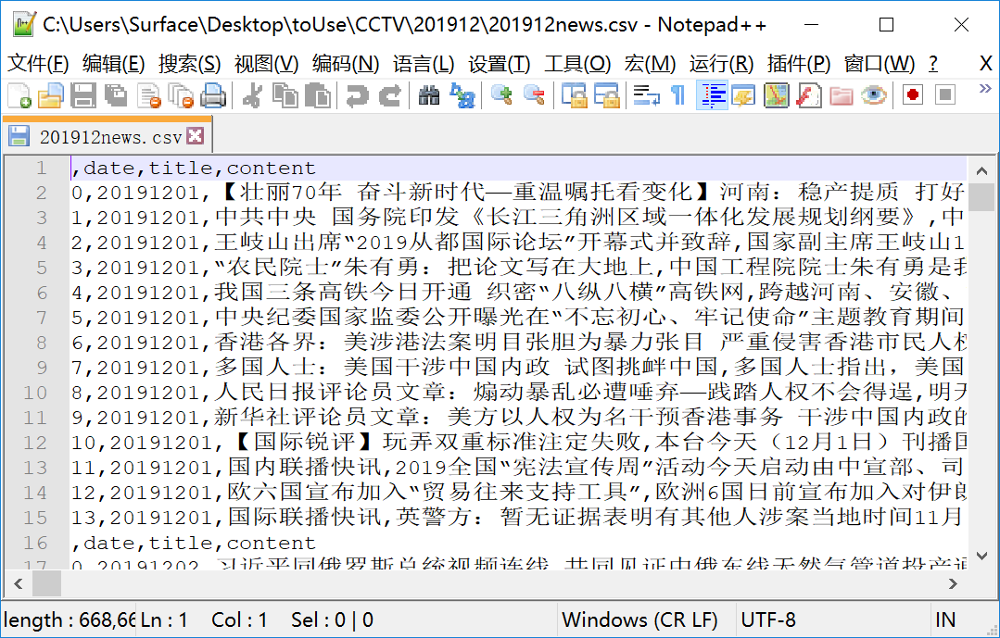 C:\Users\Surface\Desktop\toUse\CCTV\201912\201912news.csv - Notepad++
文件(F) 编辑(E) 搜索(S) 视图(V) 编码(N) 语言(L) 设置(T) 工具(O) 宏(M) 运行(R) 插件(P) 窗口(W) ? X
201912news.csv
1 ,date,title,content
2 0,20191201,【壮丽70年 奋斗新时代——重温嘱托看变化】河南：稳产提质 打好
3 1,20191201,中共中央 国务院印发《长江三角洲区域一体化发展规划纲要》,中
4 2,20191201,王岐山出席“2019从都国际论坛”开幕式并致辞,国家副主席王岐山1
5 3,20191201,“农民院士”朱有勇：把论文写在大地上,中国工程院院士朱有勇是我
6 4,20191201,我国三条高铁今日开通 织密“八纵八横”高铁网,跨越河南、安徽、
7 5,20191201,中央纪委国家监委公开曝光在“不忘初心、牢记使命”主题教育期间
8 6,20191201,香港各界：美涉港法案明目张胆为暴力张目 严重侵害香港市民人权
9 7,20191201,多国人士：美国干涉中国内政 试图挑衅中国,多国人士指出，美国
10 8,20191201,人民日报评论员文章：煽动暴乱必遭唾弃——践踏人权不会得逞,明天
11 9,20191201,新华社评论员文章：美方以人权为名干预香港事务 干涉中国内政的
12 10,20191201,【国际锐评】玩弄双重标准注定失败,本台今天（12月1日）刊播国
13 11,20191201,国内联播快讯,2019全国“宪法宣传周”活动今天启动由中宣部、司
14 12,20191201,欧六国宣布加入“贸易往来支持工具”,欧洲6国日前宣布加入对伊朗
15 13,20191201,国际联播快讯,英警方：暂无证据表明有其他人涉案当地时间11月
16 ,date,title,content
17 0,20191202,习近平同俄罗斯总统视频连线 共同见证中俄东线天然气管道投产通
length : 668,66 Ln : 1 Col : 1 Sel : 0 | 0 Windows (CR LF) UTF-8 IN